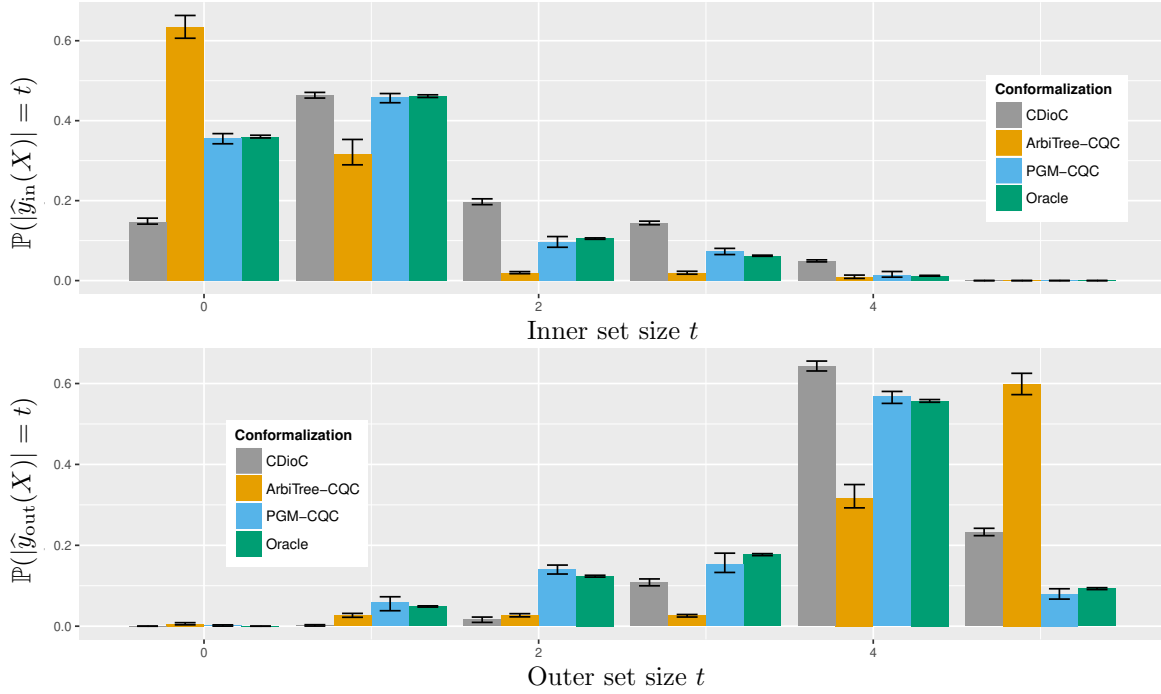 ℙ(|ŷ_in(X)| = t)
0.6
0.4
0.2
0.0
Conformalization
CDioC
ArbiTree−CQC
PGM−CQC
Oracle
0 2 4
Inner set size t
ℙ(|ŷ_out(X)| = t)
0.6
0.4
0.2
0.0
Conformalization
CDioC
ArbiTree−CQC
PGM−CQC
Oracle
0 2 4
Outer set size t